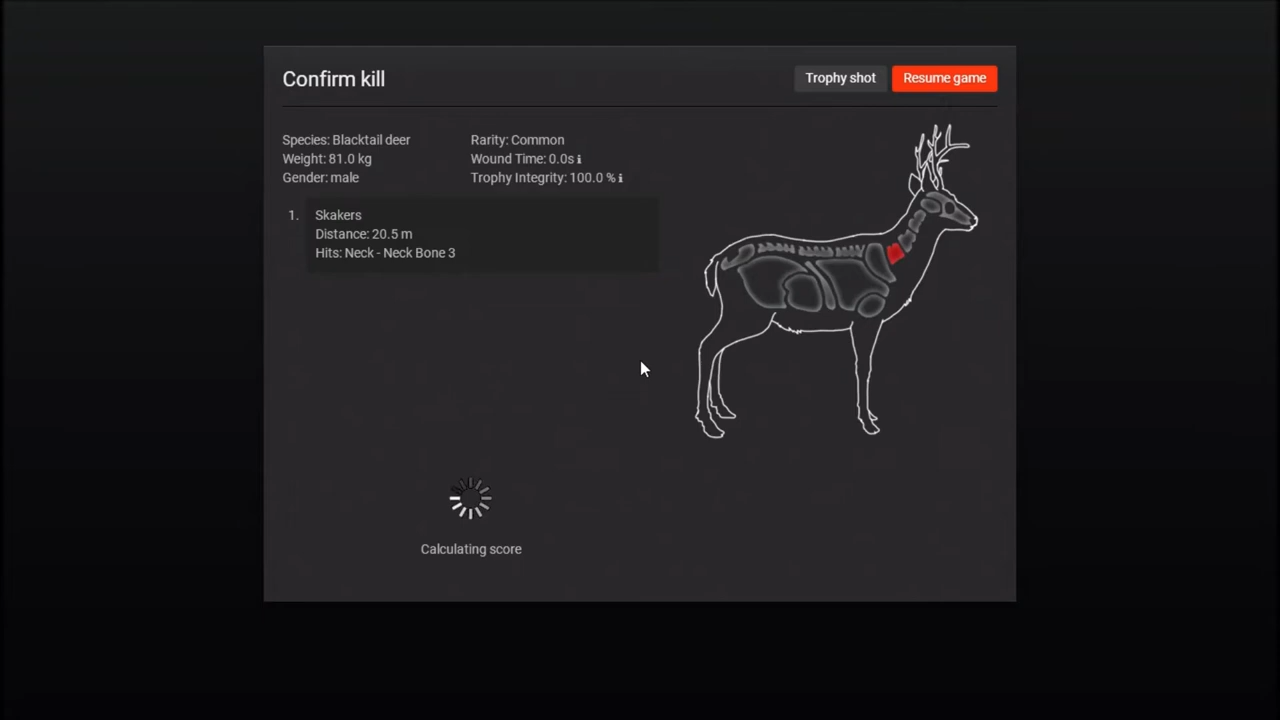 Confirm kill
Trophy shot
Resume game
Species: Blacktail deer
Weight: 81.0 kg
Gender: male
Rarity: Common
Wound Time: 0.0s i
Trophy Integrity: 100.0 % i
1.
Skakers
Distance: 20.5 m
Hits: Neck - Neck Bone 3
Calculating score